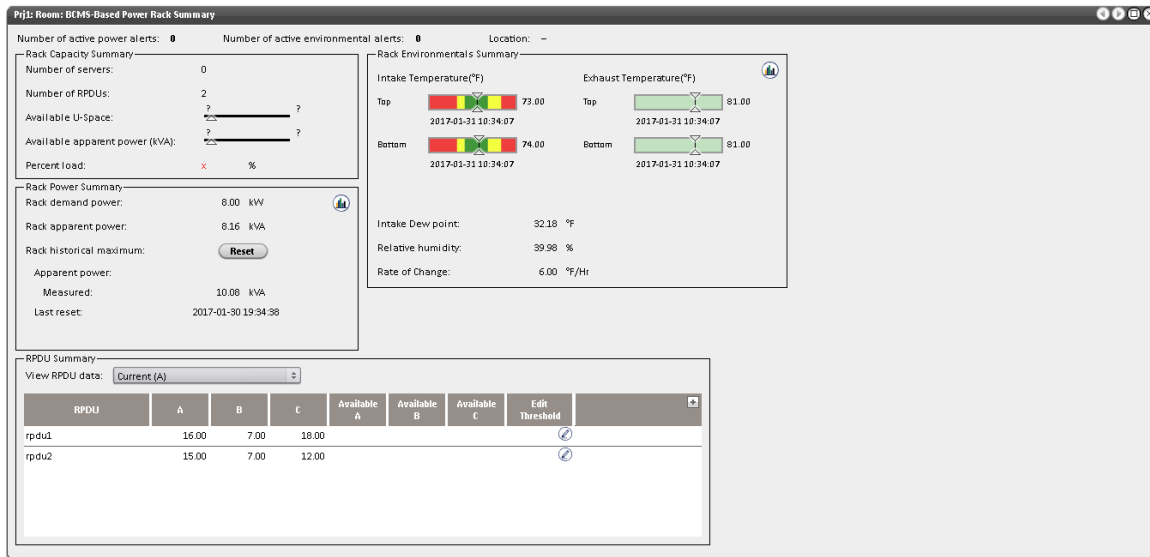 Prj1: Room: BCMS-Based Power Rack Summary
Number of active power alerts: 0 Number of active environmental alerts: 0 Location: –
Rack Capacity Summary
Number of servers: 0
Number of RPDUs: 2
Available U-Space: ? ?
Available apparent power (kVA): ? ?
Percent load: x %
Rack Environmentals Summary
Intake Temperature(°F) Exhaust Temperature(°F)
Top 73.00 Top 81.00
2017-01-31 10:34:07 2017-01-31 10:34:07
Bottom 74.00 Bottom 81.00
2017-01-31 10:34:07 2017-01-31 10:34:07
Intake Dew point: 32.18 °F
Relative humidity: 39.98 %
Rate of Change: 6.00 °F/Hr
Rack Power Summary
Rack demand power: 8.00 kW
Rack apparent power: 8.16 kVA
Rack historical maximum: Reset
Apparent power:
Measured: 10.08 kVA
Last reset: 2017-01-30 19:34:38
RPDU Summary
View RPDU data: Current (A)
RPDU A B C Available A Available B Available C Edit Threshold
rpdu1 16.00 7.00 18.00
rpdu2 15.00 7.00 12.00